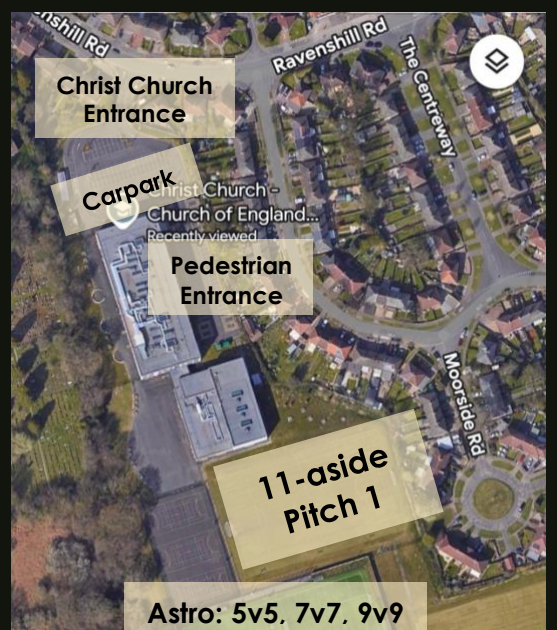 nshill Rd
Ravenshill Rd
The Centreway
Christ Church
Entrance
Carpark
Christ Church -
Church of England...
Recently viewed
Pedestrian
Entrance
Moorside Rd
11-aside
Pitch 1
Astro: 5v5, 7v7, 9v9